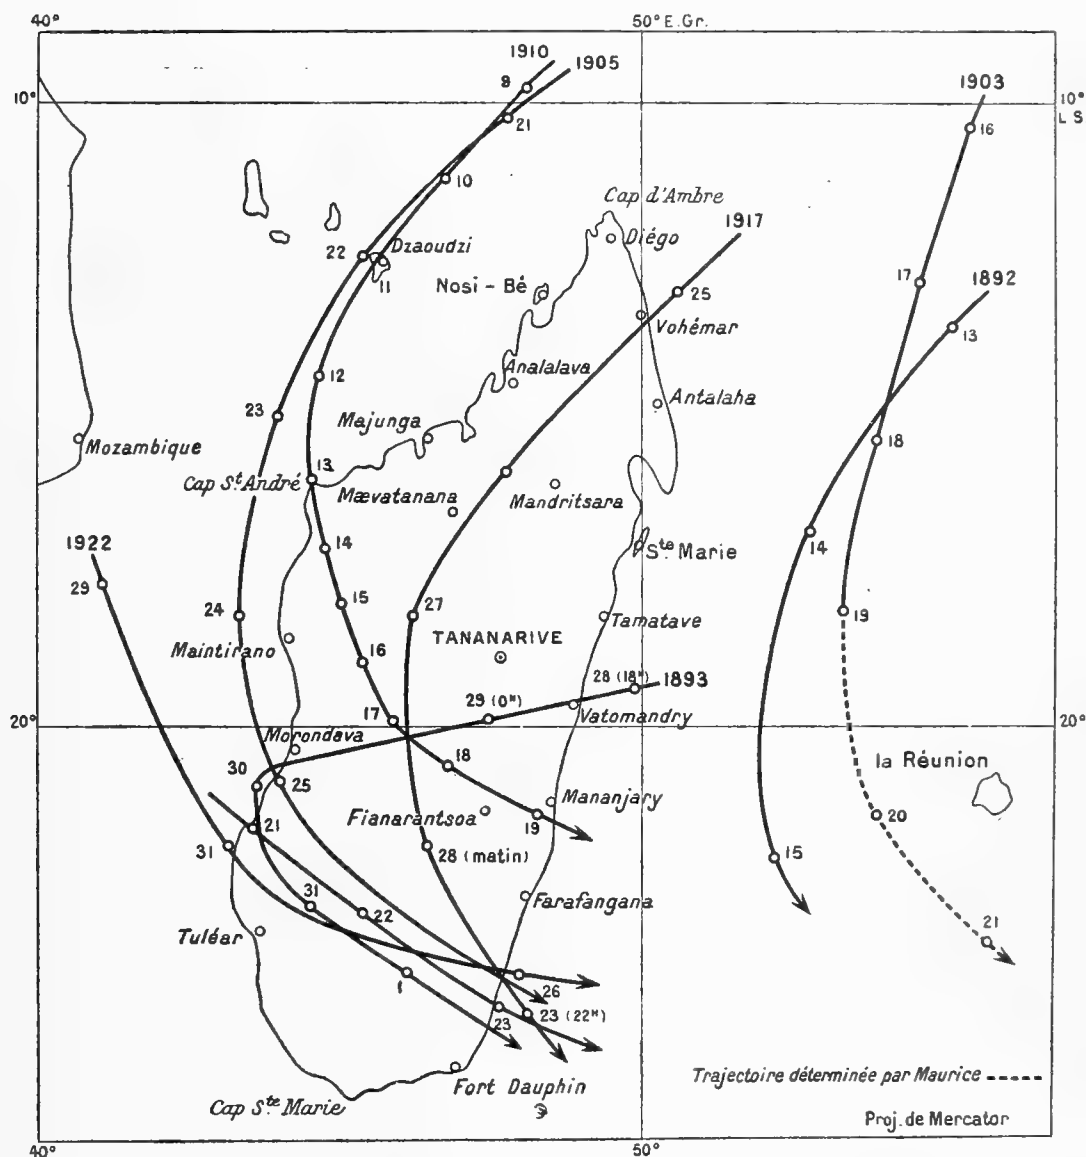 40°
50° E.Gr.
1910
1905
9
10°
21
1903
16
10°
L S
10
Cap d'Ambre
1917
22
Dzaoudzi
Diégo
11
Nosi - Bé
25
17
1892
Vohémar
13
12
Analalava
Antalaha
23
Majunga
18
Mozambique
13
Cap St. André
Mævatanana
Mandritsara
1922
14
Ste Marie
14
29
15
24
27
19
Tamatave
TANANARIVE
Maintirano
16
28 (18H)
1893
29 (0H)
17
Vatomandry
20°
20°
Morondava
18
la Réunion
30
25
Mananjary
Fianarantsoa
19
20
21
31
28 (matin)
15
31
22
Farafangana
Tuléar
21
1
26
23
23 (22H)
Fort Dauphin
Trajectoire déterminée par Maurice
Cap Ste Marie
Proj. de Mercator
40°
50°